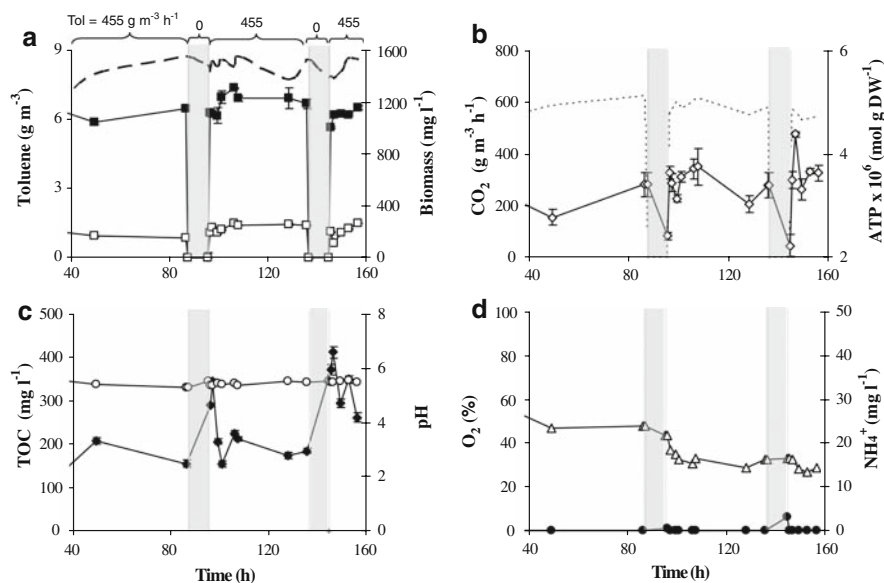 Tol = 455 g m-3 h-1 0 455 0 455
a
9 1600
6 1200
800
3 400
0 0
40 80 120 160
Toluene (g m-3)
Biomass (mg l-1)
b
800 6
600
400 4
200
0 2
40 80 120 160
CO2 (g m-3 h-1)
ATP x 10^6 (mol g DW-1)
c
500 8
400 6
300
200 4
100 2
0 0
40 80 120 160
TOC (mg l-1)
pH
Time (h)
d
100 50
80 40
60 30
40 20
20 10
0 0
40 80 120 160
O2 (%)
NH4+ (mg l-1)
Time (h)